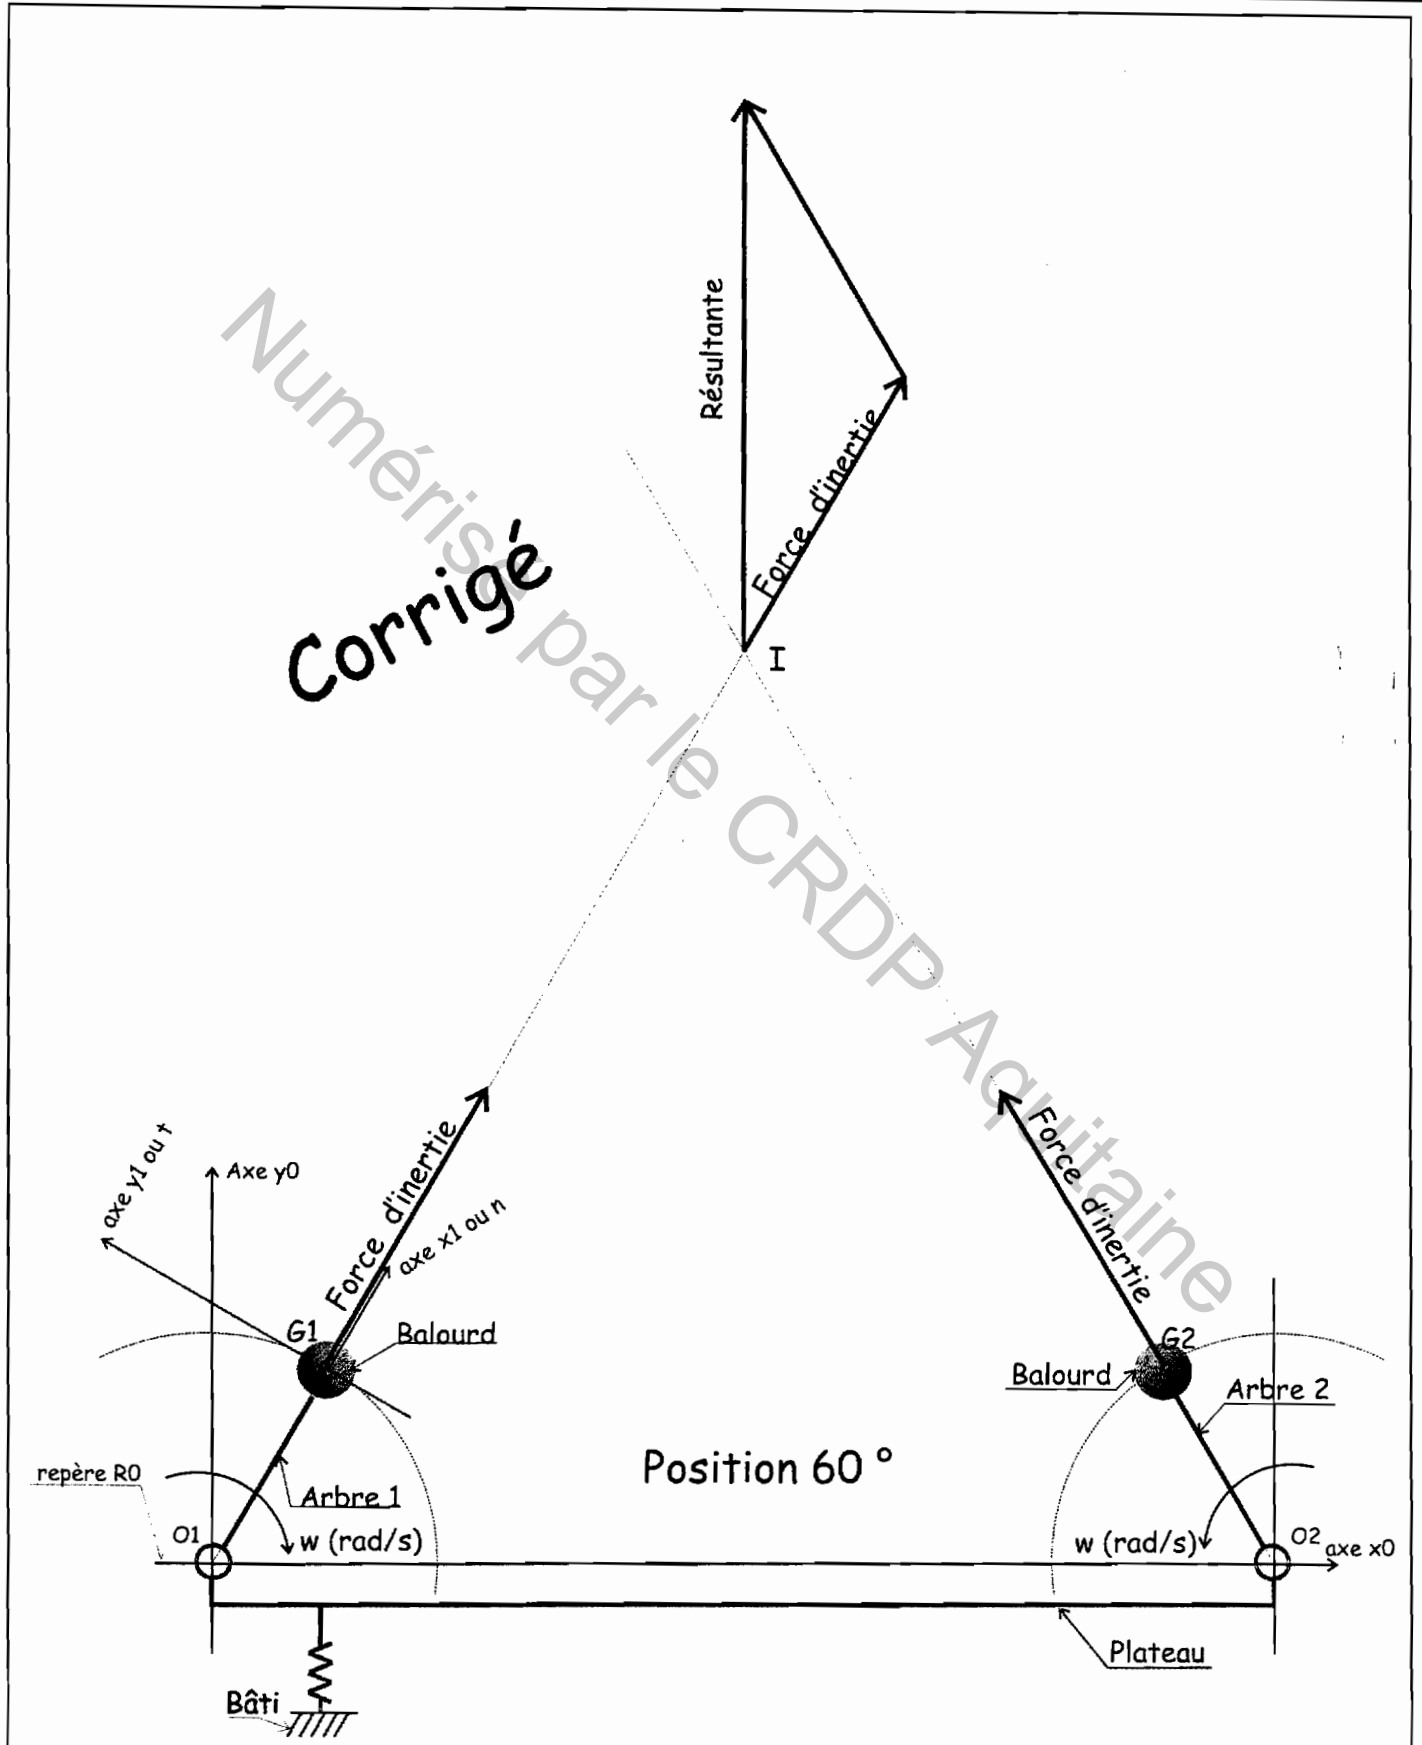 Résultante
Force d'inertie
I
Corrigé
Numérisé par le CRDP Aquitaine
axe y1 ou t
Axe y0
Force d'inertie
axe x1 ou n
Force d'inertie
G1
Balourd
G2
Balourd
Arbre 2
Position 60 °
repère R0
Arbre 1
O1
w (rad/s)
w (rad/s)
O2
axe x0
Plateau
Bâti